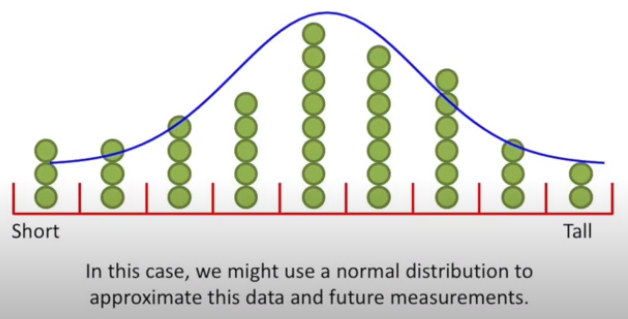 Short
Tall
In this case, we might use a normal distribution to
approximate this data and future measurements.